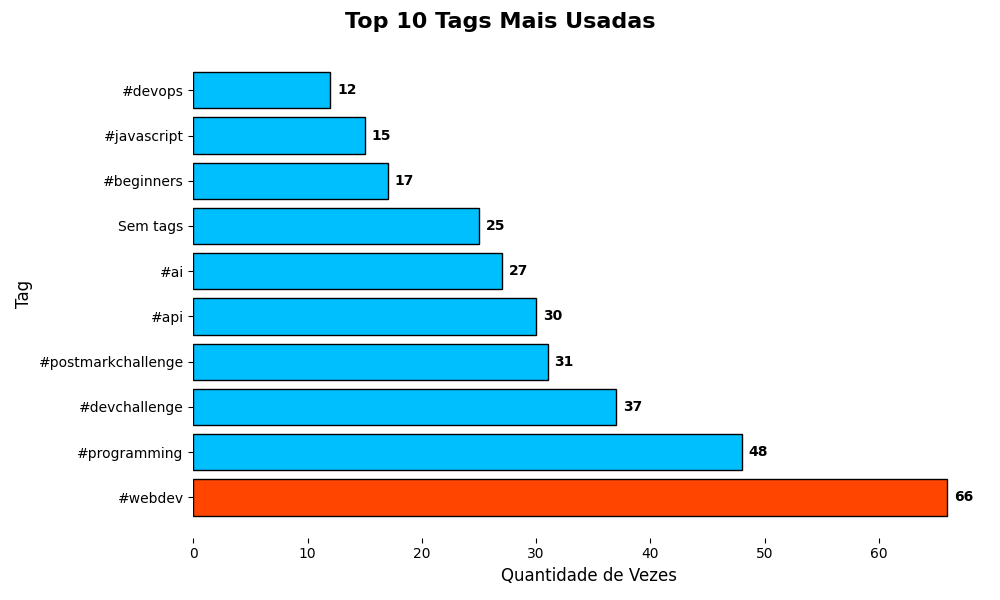 Top 10 Tags Mais Usadas
#devops 12
#javascript 15
#beginners 17
Sem tags 25
#ai 27
#api 30
#postmarkchallenge 31
#devchallenge 37
#programming 48
#webdev 66
Tag
0 10 20 30 40 50 60
Quantidade de Vezes